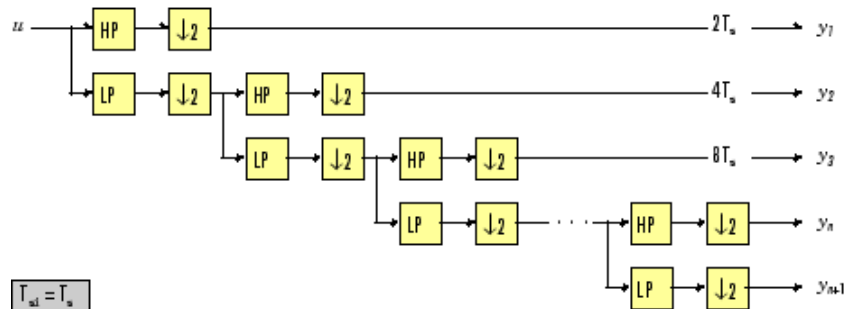 u HP ↓2 2Tₛ y₁
LP ↓2 HP ↓2 4Tₛ y₂
LP ↓2 HP ↓2 8Tₛ y₃
LP ↓2 . . . HP ↓2 yₙ
LP ↓2 yₙ₊₁
Tₛᵢ = Tₛ